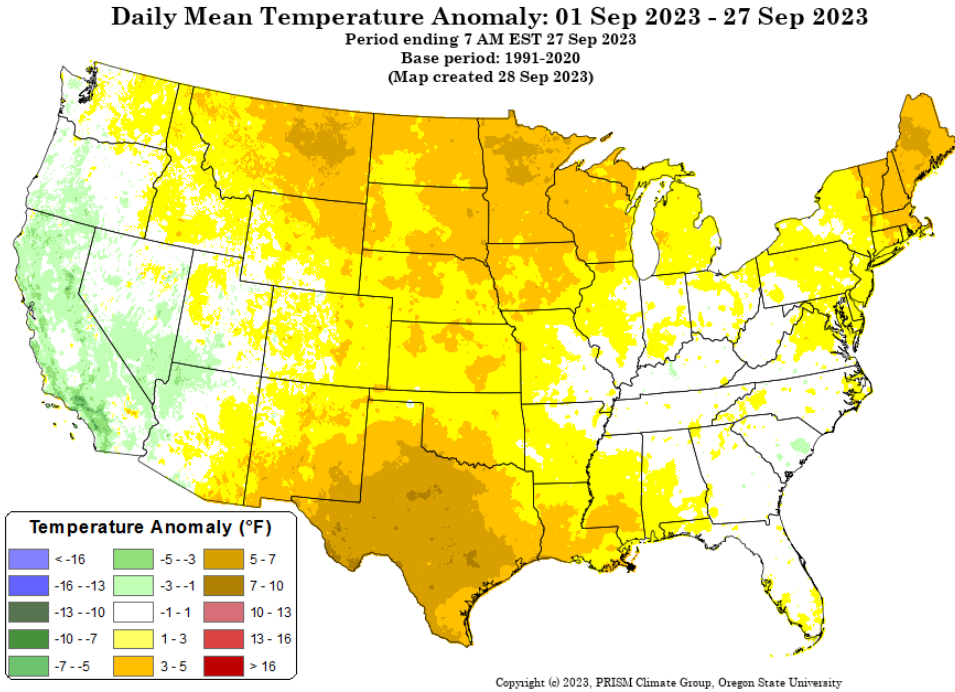 Daily Mean Temperature Anomaly: 01 Sep 2023 - 27 Sep 2023
Period ending 7 AM EST 27 Sep 2023
Base period: 1991-2020
(Map created 28 Sep 2023)
Temperature Anomaly (°F)
< -16 -5 - -3 5 - 7
-16 - -13 -3 - -1 7 - 10
-13 - -10 -1 - 1 10 - 13
-10 - -7 1 - 3 13 - 16
-7 - -5 3 - 5 > 16
Copyright (c) 2023, PRISM Climate Group, Oregon State University